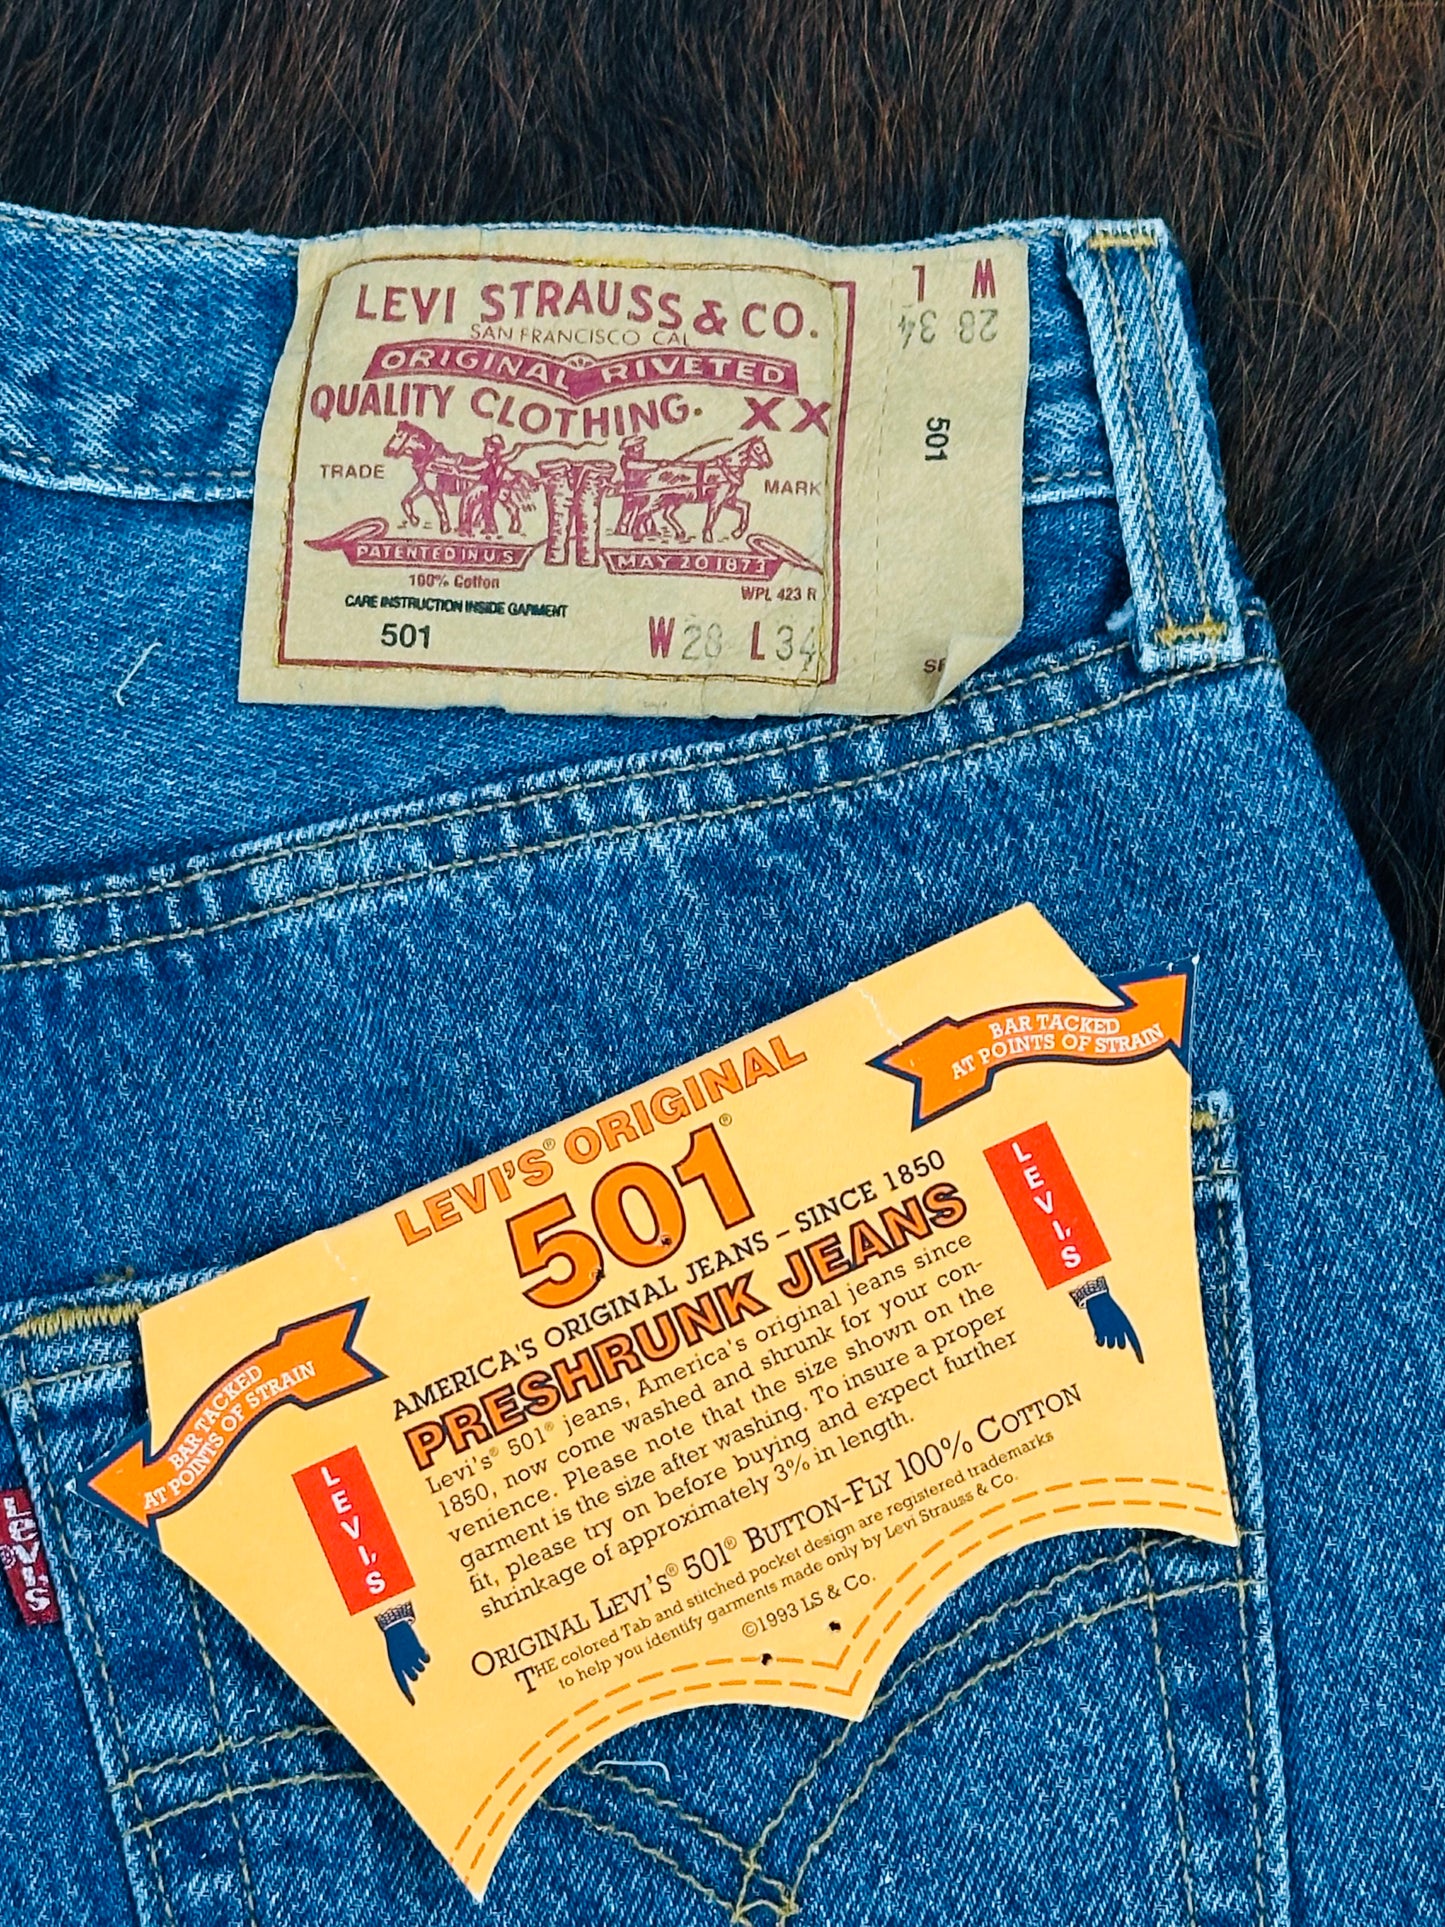 LEVI STRAUSS & CO.
SAN FRANCISCO CAL
ORIGINAL RIVETED
QUALITY CLOTHING. XX
TRADE MARK
PATENTED IN U.S MAY 20 1873
100% Cotton
WPL 423 R
CARE INSTRUCTION INSIDE GARMENT
501
W 28 L 34
W L
28 34
501
LEVI'S® ORIGINAL
501®
AMERICA'S ORIGINAL JEANS – SINCE 1850
PRESHRUNK JEANS
Levi's® 501® jeans, America's original jeans since
1850, now come washed and shrunk for your con-
venience. Please note that the size shown on the
garment is the size after washing. To insure a proper
fit, please try on before buying and expect further
shrinkage of approximately 3% in length.
ORIGINAL LEVI'S® 501® BUTTON-FLY 100% COTTON
THE colored Tab and stitched pocket design are registered trademarks
to help you identify garments made only by Levi Strauss & Co.
©1993 LS & Co.
BAR TACKED
AT POINTS OF STRAIN
LEVI'S
BAR TACKED
AT POINTS OF STRAIN
LEVI'S
Levi's®